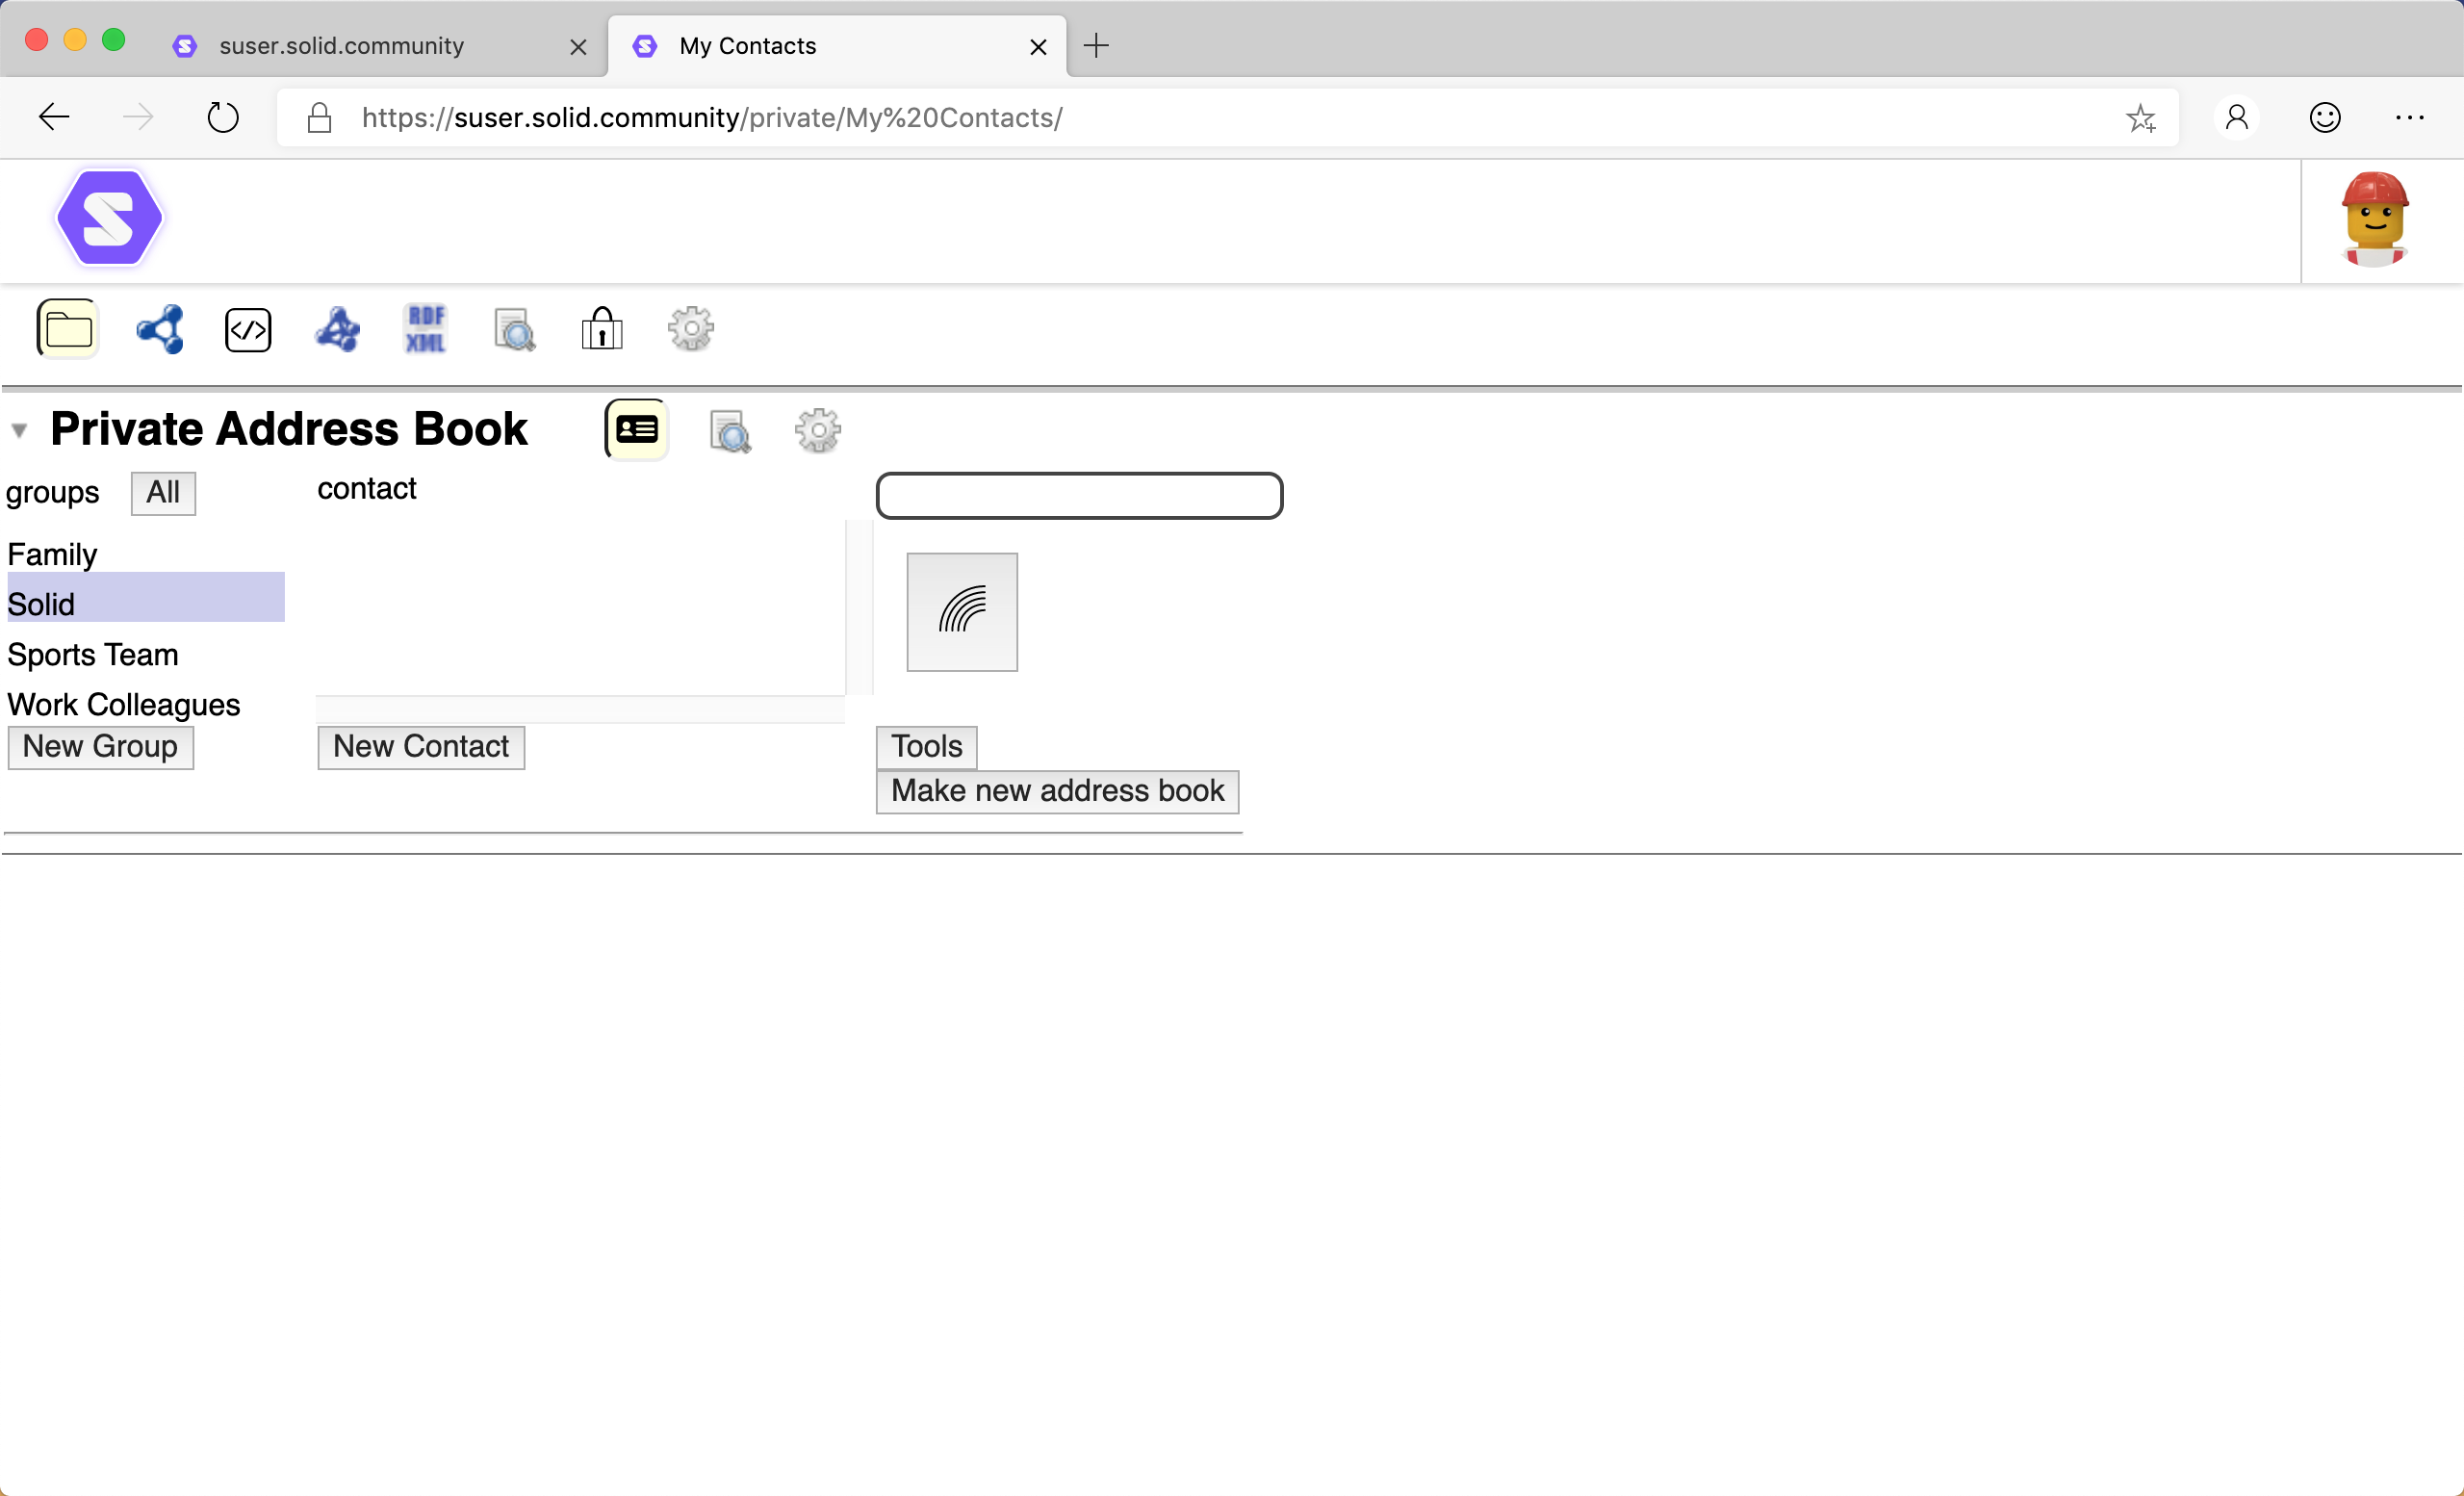 suser.solid.community
My Contacts
https://suser.solid.community/private/My%20Contacts/
RDF
XML
Private Address Book
groups All contact
Family
Solid
Sports Team
Work Colleagues
New Group New Contact Tools
Make new address book